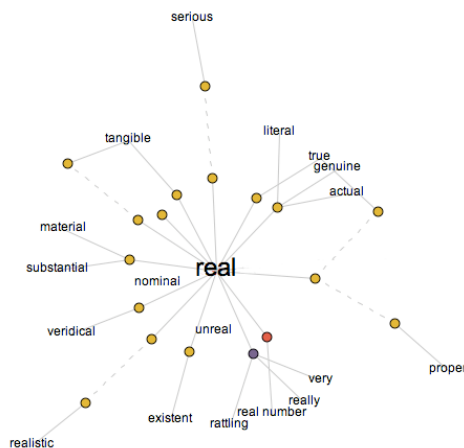 serious
literal
tangible
true
genuine
actual
material
real
substantial
nominal
veridical
unreal
proper
very
really
real number
existent
rattling
realistic